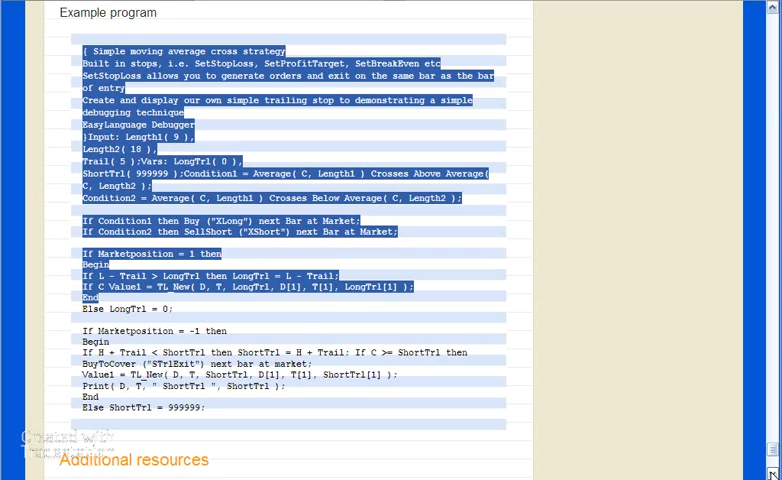 Example program
{ Simple moving average cross strategy
Built in stops, i.e. SetStopLoss, SetProfitTarget, SetBreakEven etc
SetStopLoss allows you to generate orders and exit on the same bar as the bar
of entry
Create and display our own simple trailing stop to demonstrating a simple
debugging technique
EasyLanguage Debugger
}Input: Length1( 9 ),
Length2( 18 ),
Trail( 5 );Vars: LongTrl( 0 ),
ShortTrl( 999999 );Condition1 = Average( C, Length1 ) Crosses Above Average(
C, Length2 );
Condition2 = Average( C, Length1 ) Crosses Below Average( C, Length2 );
If Condition1 then Buy ("XLong") next Bar at Market;
If Condition2 then SellShort ("XShort") next Bar at Market;
If Marketposition = 1 then
Begin
If L - Trail > LongTrl then LongTrl = L - Trail;
If C Value1 = TL_New( D, T, LongTrl, D[1], T[1], LongTrl[1] );
End
Else LongTrl = 0;
If Marketposition = -1 then
Begin
If H + Trail < ShortTrl then ShortTrl = H + Trail; If C >= ShortTrl then
BuyToCover ("STrlExit") next bar at market;
Value1 = TL_New( D, T, ShortTrl, D[1], T[1], ShortTrl[1] );
Print( D, T, " ShortTrl ", ShortTrl );
End
Else ShortTrl = 999999;
Created with
Additional resources